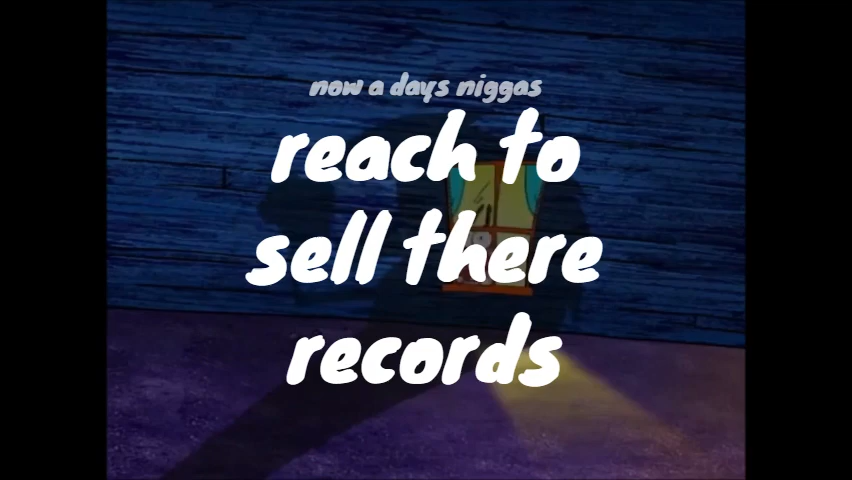 now a days niggas
reach to
sell there
records